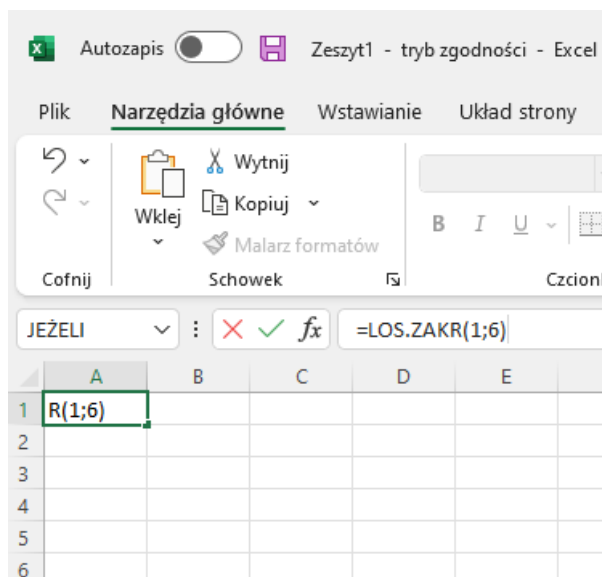 Autozapis Zeszyt1 - tryb zgodności - Excel
Plik Narzędzia główne Wstawianie Układ strony
Wytnij
Kopiuj
Malarz formatów
Wklej
B I U
Cofnij Schowek
JEŻELI fx =LOS.ZAKR(1;6)
A B C D E
1 R(1;6)
2
3
4
5
6